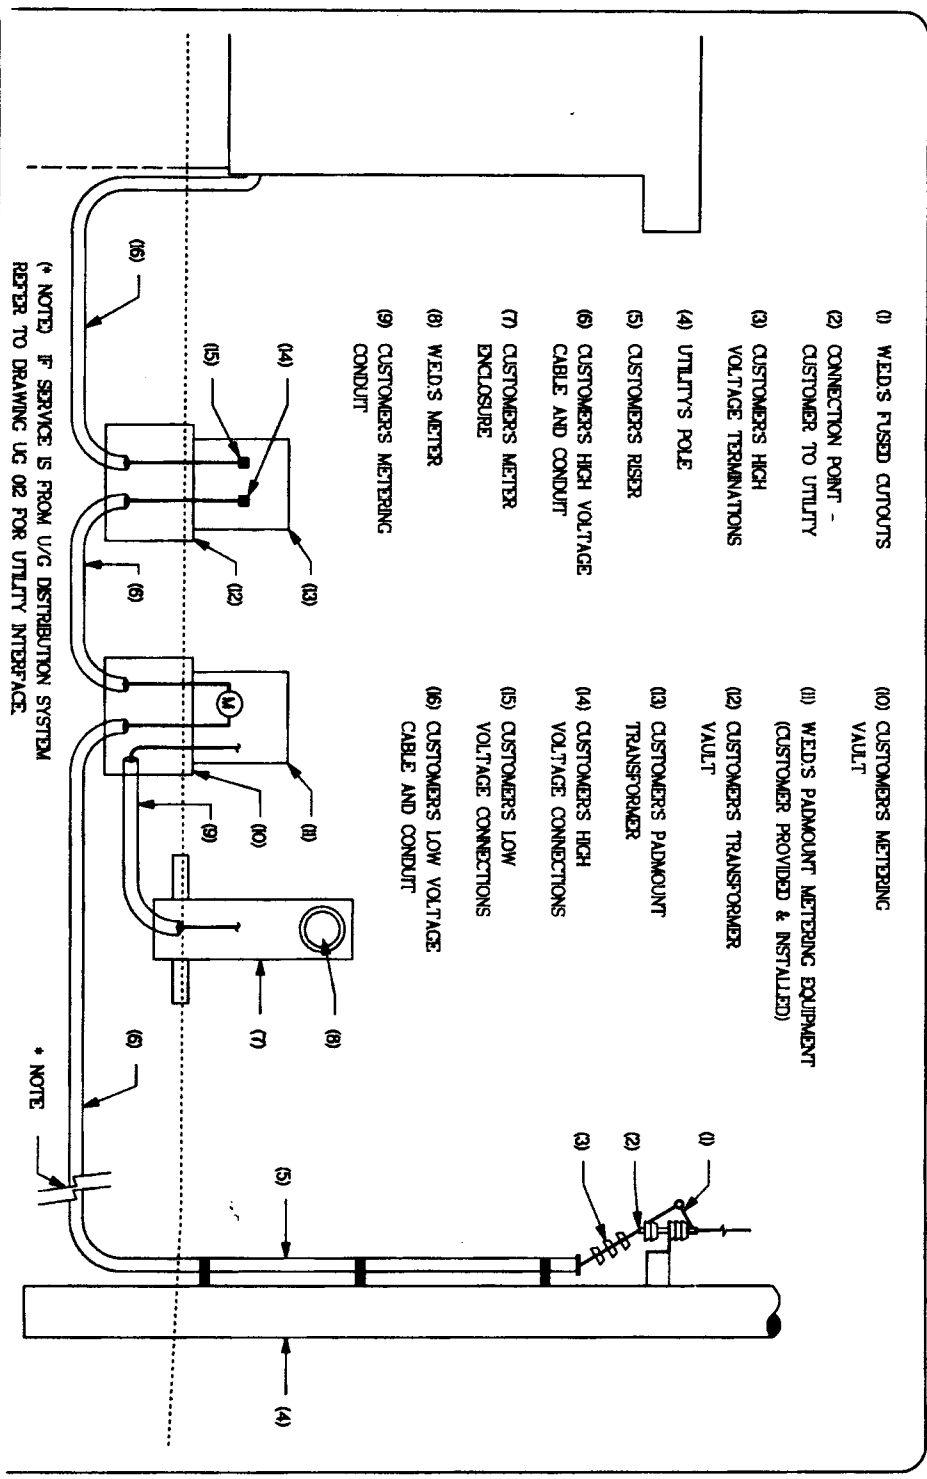 (1) W.E.D.'S FUSED CUTOUTS
(2) CONNECTION POINT -
CUSTOMER TO UTILITY
(3) CUSTOMER'S HIGH
VOLTAGE TERMINATIONS
(4) UTILITY'S POLE
(5) CUSTOMER'S RISER
(6) CUSTOMER'S HIGH VOLTAGE
CABLE AND CONDUIT
(7) CUSTOMER'S METER
ENCLOSURE
(8) W.E.D.'S METER
(9) CUSTOMER'S METERING
CONDUIT
(10) CUSTOMER'S METERING
VAULT
(11) W.E.D.'S PADMOUNT METERING EQUIPMENT
(CUSTOMER PROVIDED & INSTALLED)
(12) CUSTOMER'S TRANSFORMER
VAULT
(13) CUSTOMER'S PADMOUNT
TRANSFORMER
(14) CUSTOMER'S HIGH
VOLTAGE CONNECTIONS
(15) CUSTOMER'S LOW
VOLTAGE CONNECTIONS
(16) CUSTOMER'S LOW VOLTAGE
CABLE AND CONDUIT
(1)
(2)
(3)
(14)
(15)
(13)
(12)
(6)
(16)
M
(11)
(10)
(9)
(8)
(7)
(6)
(5)
(4)
* NOTE
(* NOTE) IF SERVICE IS FROM U/G DISTRIBUTION SYSTEM
REFER TO DRAWING UG 012 FOR UTILITY INTERFACE.